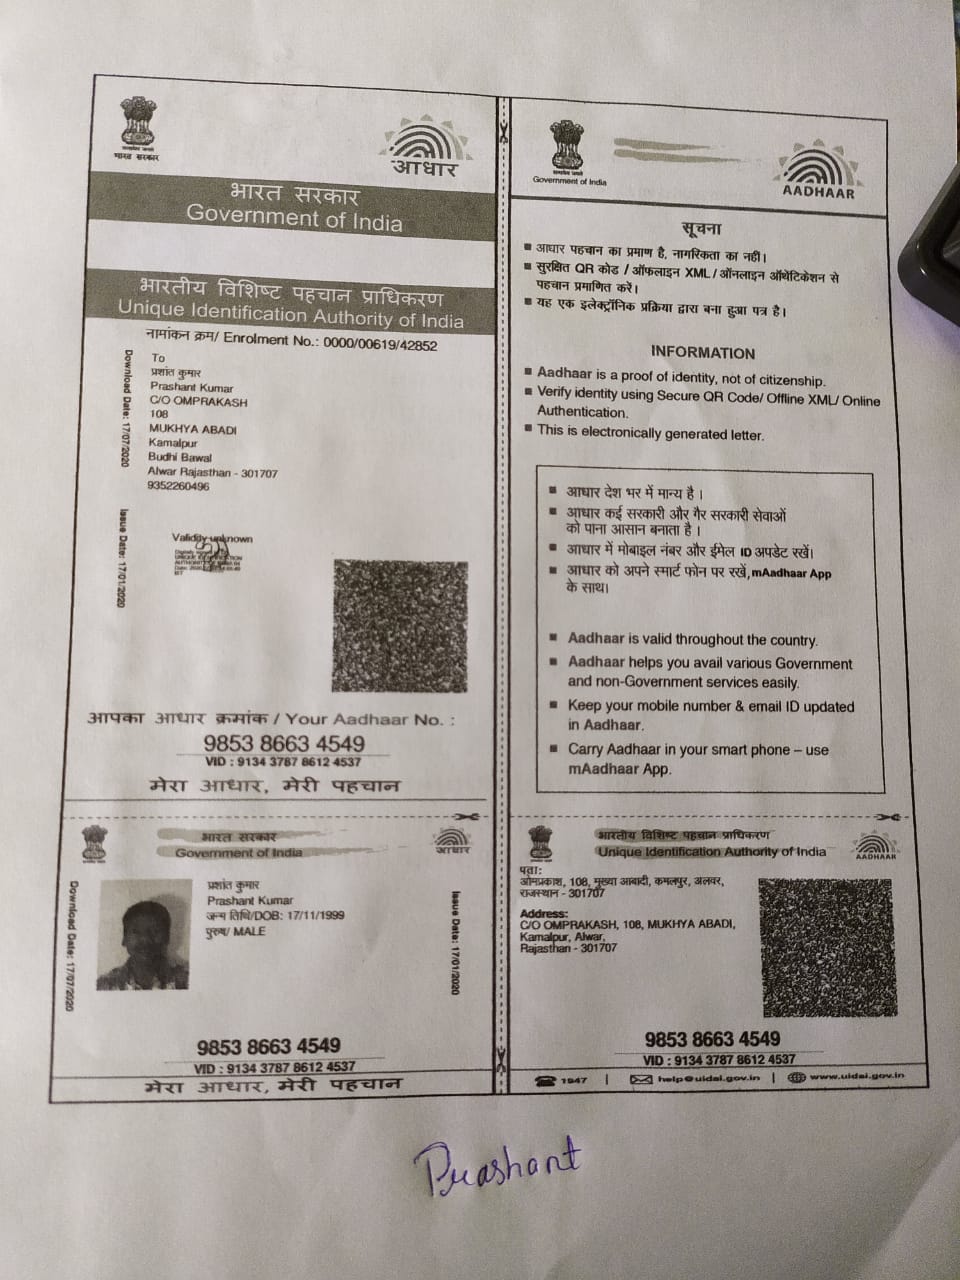 भारत सरकार
आधार
भारत सरकार
Government of India
भारतीय विशिष्ट पहचान प्राधिकरण
Unique Identification Authority of India
नामांकन क्रम/ Enrolment No.: 0000/00619/42852
To
प्रशांत कुमार
Prashant Kumar
C/O OMPRAKASH
108
MUKHYA ABADI
Kamalpur
Budhi Bawal
Alwar Rajasthan - 301707
9352260496
Download Date: 17/07/2020
Issue Date: 17/01/2020
Validity unknown
आपका आधार क्रमांक / Your Aadhaar No. :
9853 8663 4549
VID : 9134 3787 8612 4537
मेरा आधार, मेरी पहचान
Government of India
AADHAAR
सूचना
■ आधार पहचान का प्रमाण है, नागरिकता का नहीं।
■ सुरक्षित QR कोड / ऑफलाइन XML / ऑनलाइन ऑथेंटिकेशन से
पहचान प्रमाणित करें।
■ यह एक इलेक्ट्रॉनिक प्रक्रिया द्वारा बना हुआ पत्र है।
INFORMATION
■ Aadhaar is a proof of identity, not of citizenship.
■ Verify identity using Secure QR Code/ Offline XML/ Online
Authentication.
■ This is electronically generated letter.
■ आधार देश भर में मान्य है ।
■ आधार कई सरकारी और गैर सरकारी सेवाओं
को पाना आसान बनाता है ।
■ आधार में मोबाइल नंबर और ईमेल ID अपडेट रखें।
■ आधार को अपने स्मार्ट फोन पर रखें, mAadhaar App
के साथ।
■ Aadhaar is valid throughout the country.
■ Aadhaar helps you avail various Government
and non-Government services easily.
■ Keep your mobile number & email ID updated
in Aadhaar.
■ Carry Aadhaar in your smart phone – use
mAadhaar App.
भारत सरकार
Government of India
आधार
Download Date: 17/07/2020
प्रशांत कुमार
Prashant Kumar
जन्म तिथि/DOB: 17/11/1999
पुरुष/ MALE
Issue Date: 17/01/2020
9853 8663 4549
VID : 9134 3787 8612 4537
मेरा आधार, मेरी पहचान
भारतीय विशिष्ट पहचान प्राधिकरण
Unique Identification Authority of India
AADHAAR
पता:
ओमप्रकाश, 108, मुख्या आबादी, कमलपुर, अलवर,
राजस्थान - 301707
Address:
C/O OMPRAKASH, 108, MUKHYA ABADI,
Kamalpur, Alwar,
Rajasthan - 301707
9853 8663 4549
VID : 9134 3787 8612 4537
1947 | help@uidai.gov.in | www.uidai.gov.in
Prashant